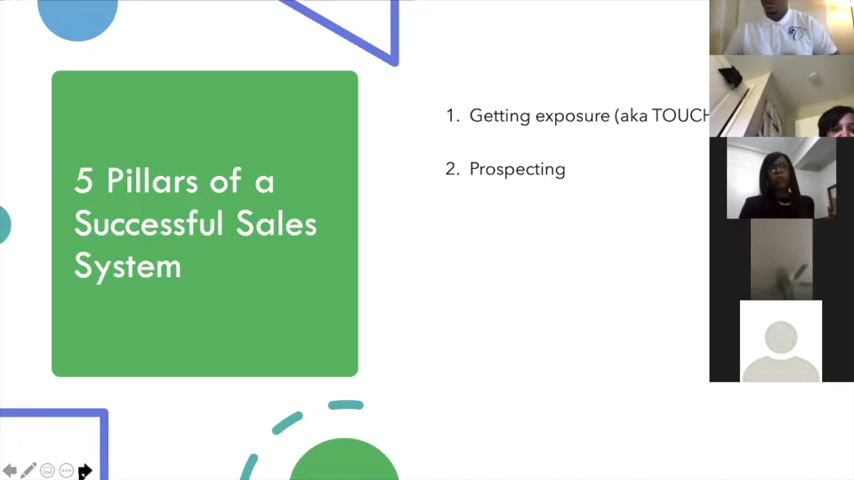 5 Pillars of a
Successful Sales
System
1. Getting exposure (aka TOUCH
2. Prospecting